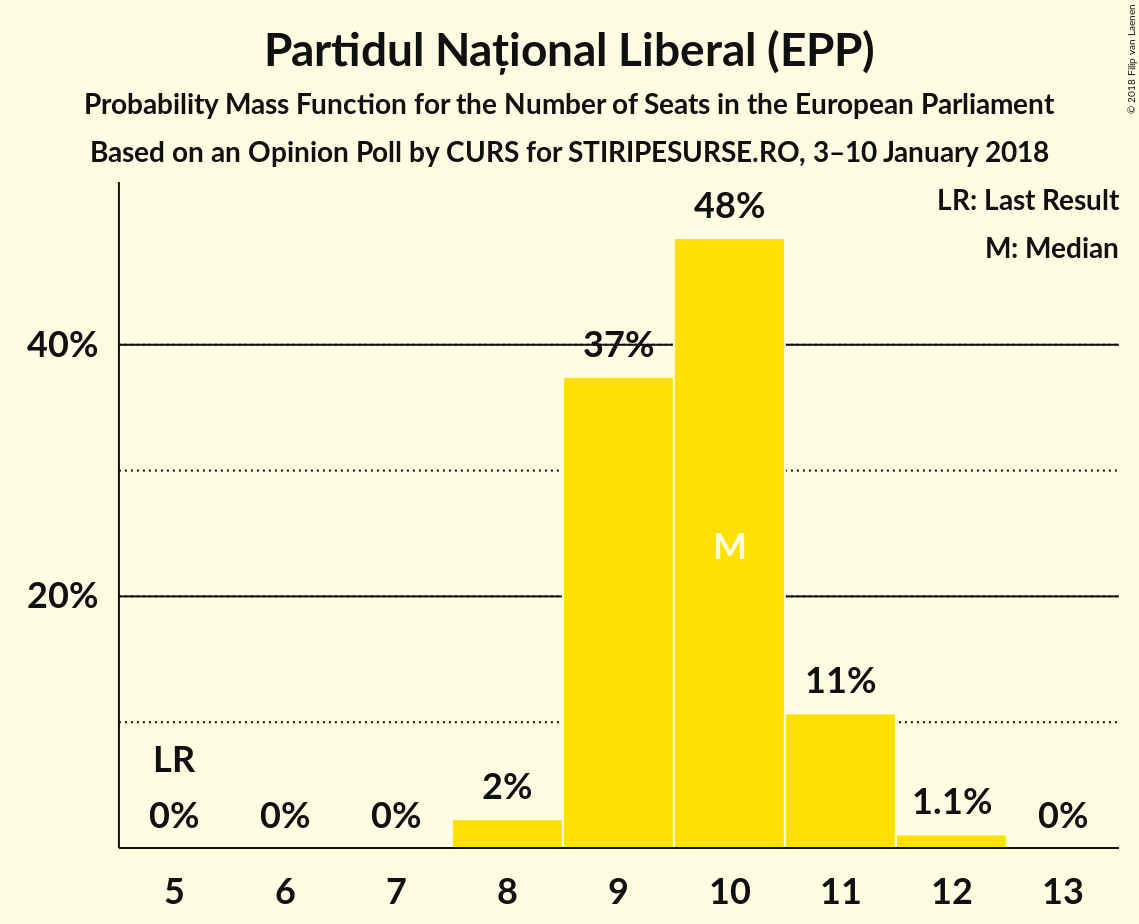 Partidul Național Liberal (EPP)
Probability Mass Function for the Number of Seats in the European Parliament
Based on an Opinion Poll by CURS for STIRIPESURSE.RO, 3–10 January 2018
© 2018 Filip van Laenen
LR: Last Result
M: Median
48%
40%
37%
M
20%
11%
LR
2%
1.1%
0%
0%
0%
0%
5 6 7 8 9 10 11 12 13